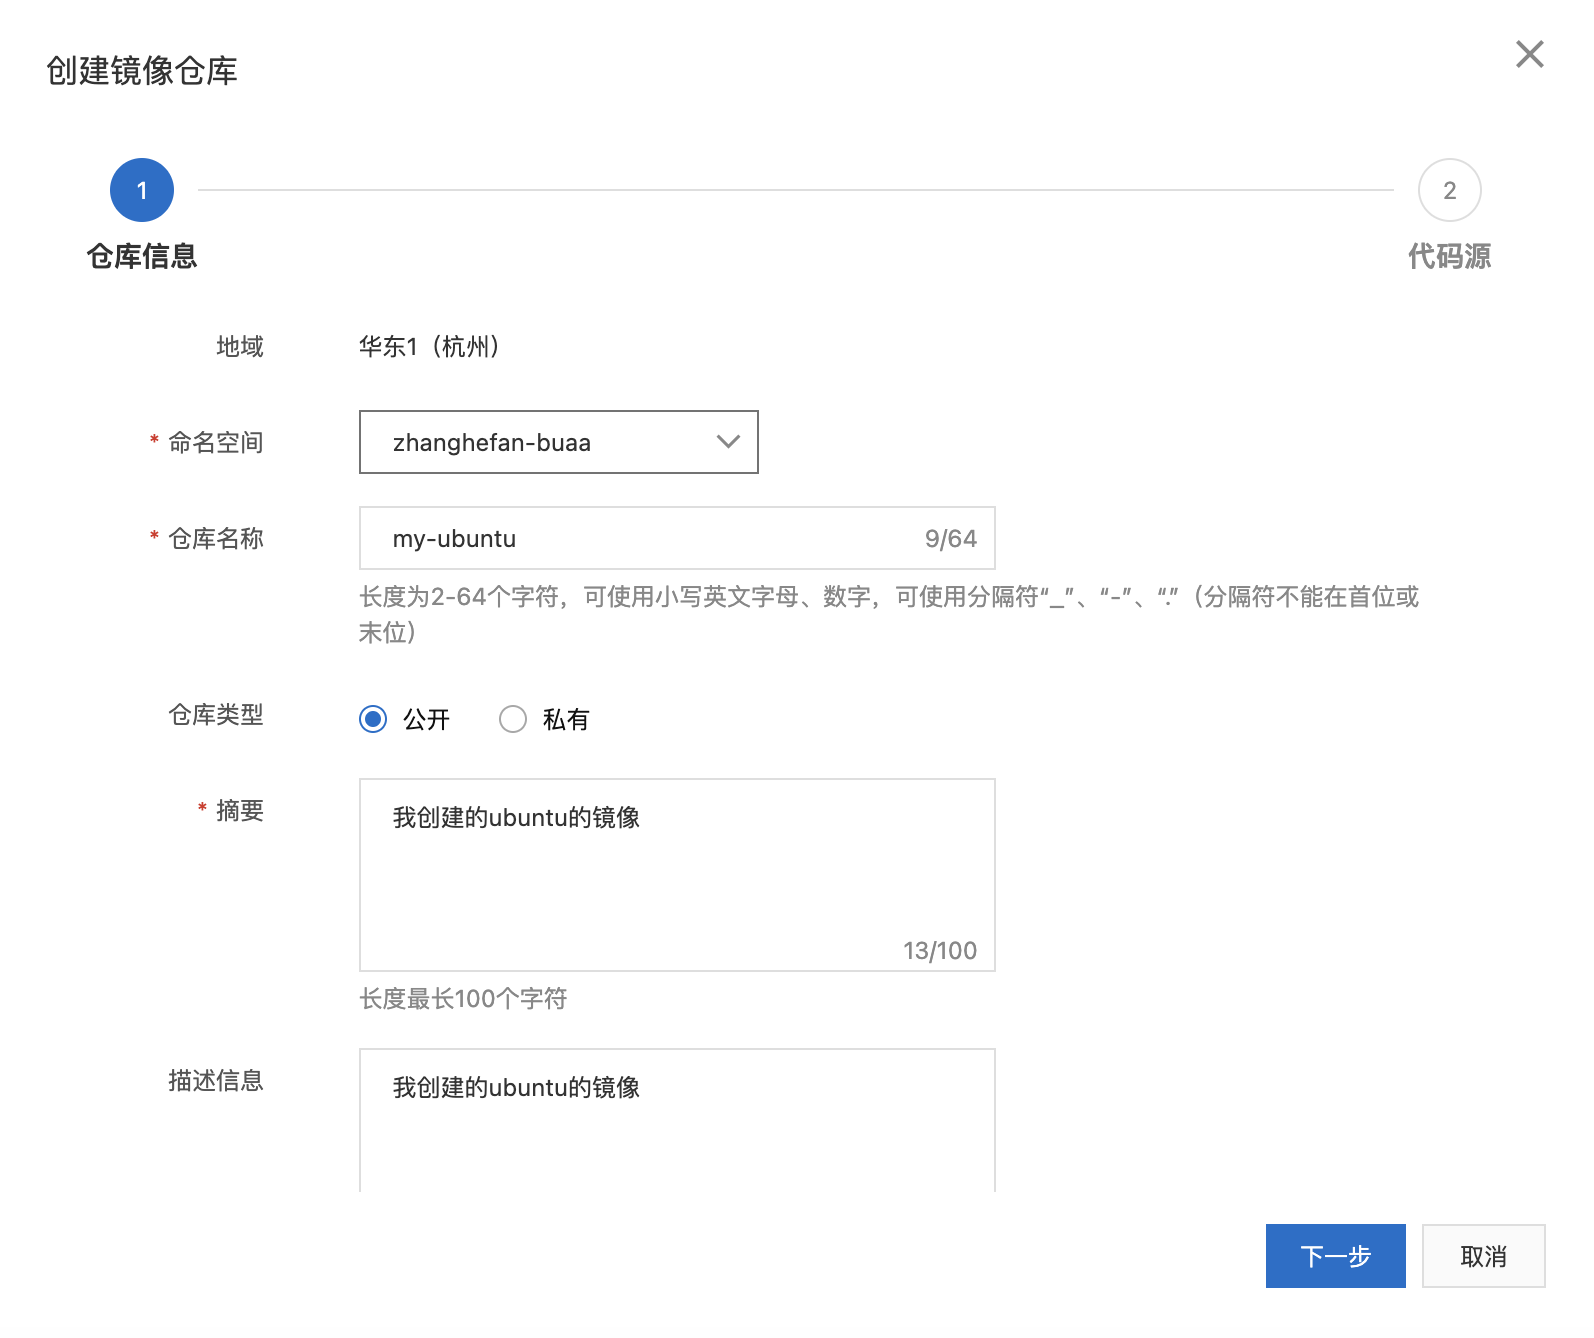 创建镜像仓库
1
2
仓库信息
代码源
地域 华东1（杭州）
* 命名空间 zhanghefan-buaa
* 仓库名称 my-ubuntu 9/64
长度为2-64个字符，可使用小写英文字母、数字，可使用分隔符“_”、“-”、“.”（分隔符不能在首位或
末位）
仓库类型 公开 私有
* 摘要 我创建的ubuntu的镜像
13/100
长度最长100个字符
描述信息 我创建的ubuntu的镜像
下一步 取消